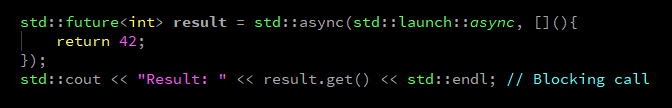 std::future<int> result = std::async(std::launch::async, [](){
    return 42;
});
std::cout << "Result: " << result.get() << std::endl; // Blocking call